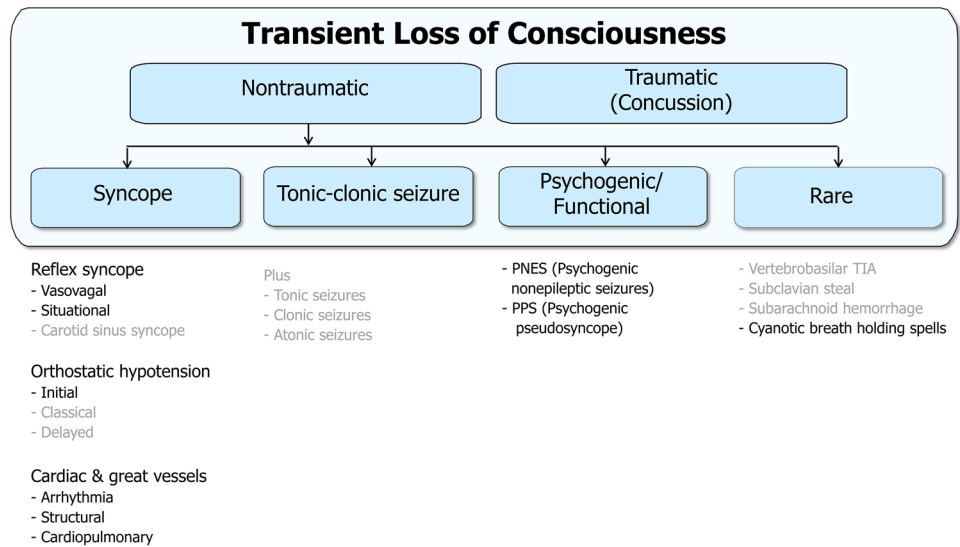 Transient Loss of Consciousness
Nontraumatic
Traumatic
(Concussion)
Syncope
Tonic-clonic seizure
Psychogenic/
Functional
Rare
Reflex syncope
- Vasovagal
- Situational
- Carotid sinus syncope
Orthostatic hypotension
- Initial
- Classical
- Delayed
Cardiac & great vessels
- Arrhythmia
- Structural
- Cardiopulmonary
Plus
- Tonic seizures
- Clonic seizures
- Atonic seizures
- PNES (Psychogenic
nonepileptic seizures)
- PPS (Psychogenic
pseudosyncope)
- Vertebrobasilar TIA
- Subclavian steal
- Subarachnoid hemorrhage
- Cyanotic breath holding spells